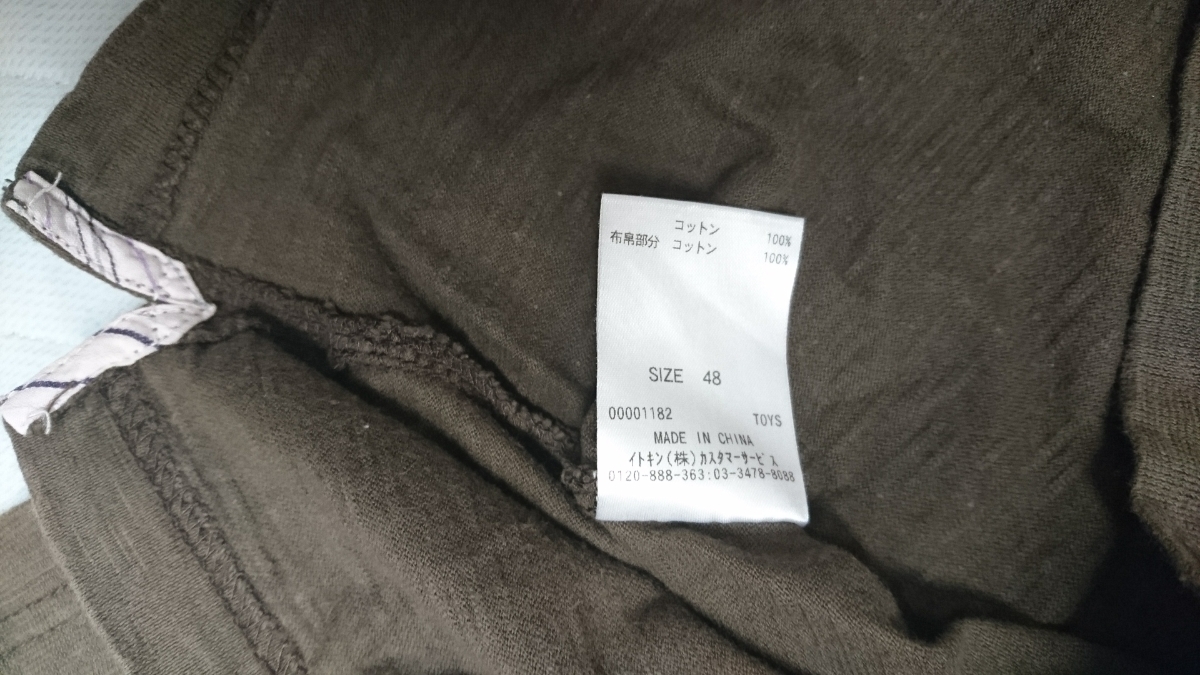 コットン 100%
布帛部分 コットン 100%
SIZE 48
00001182 TOYS
MADE IN CHINA
イトキン(株)カスタマーサービス
0120-888-363:03-3478-8088